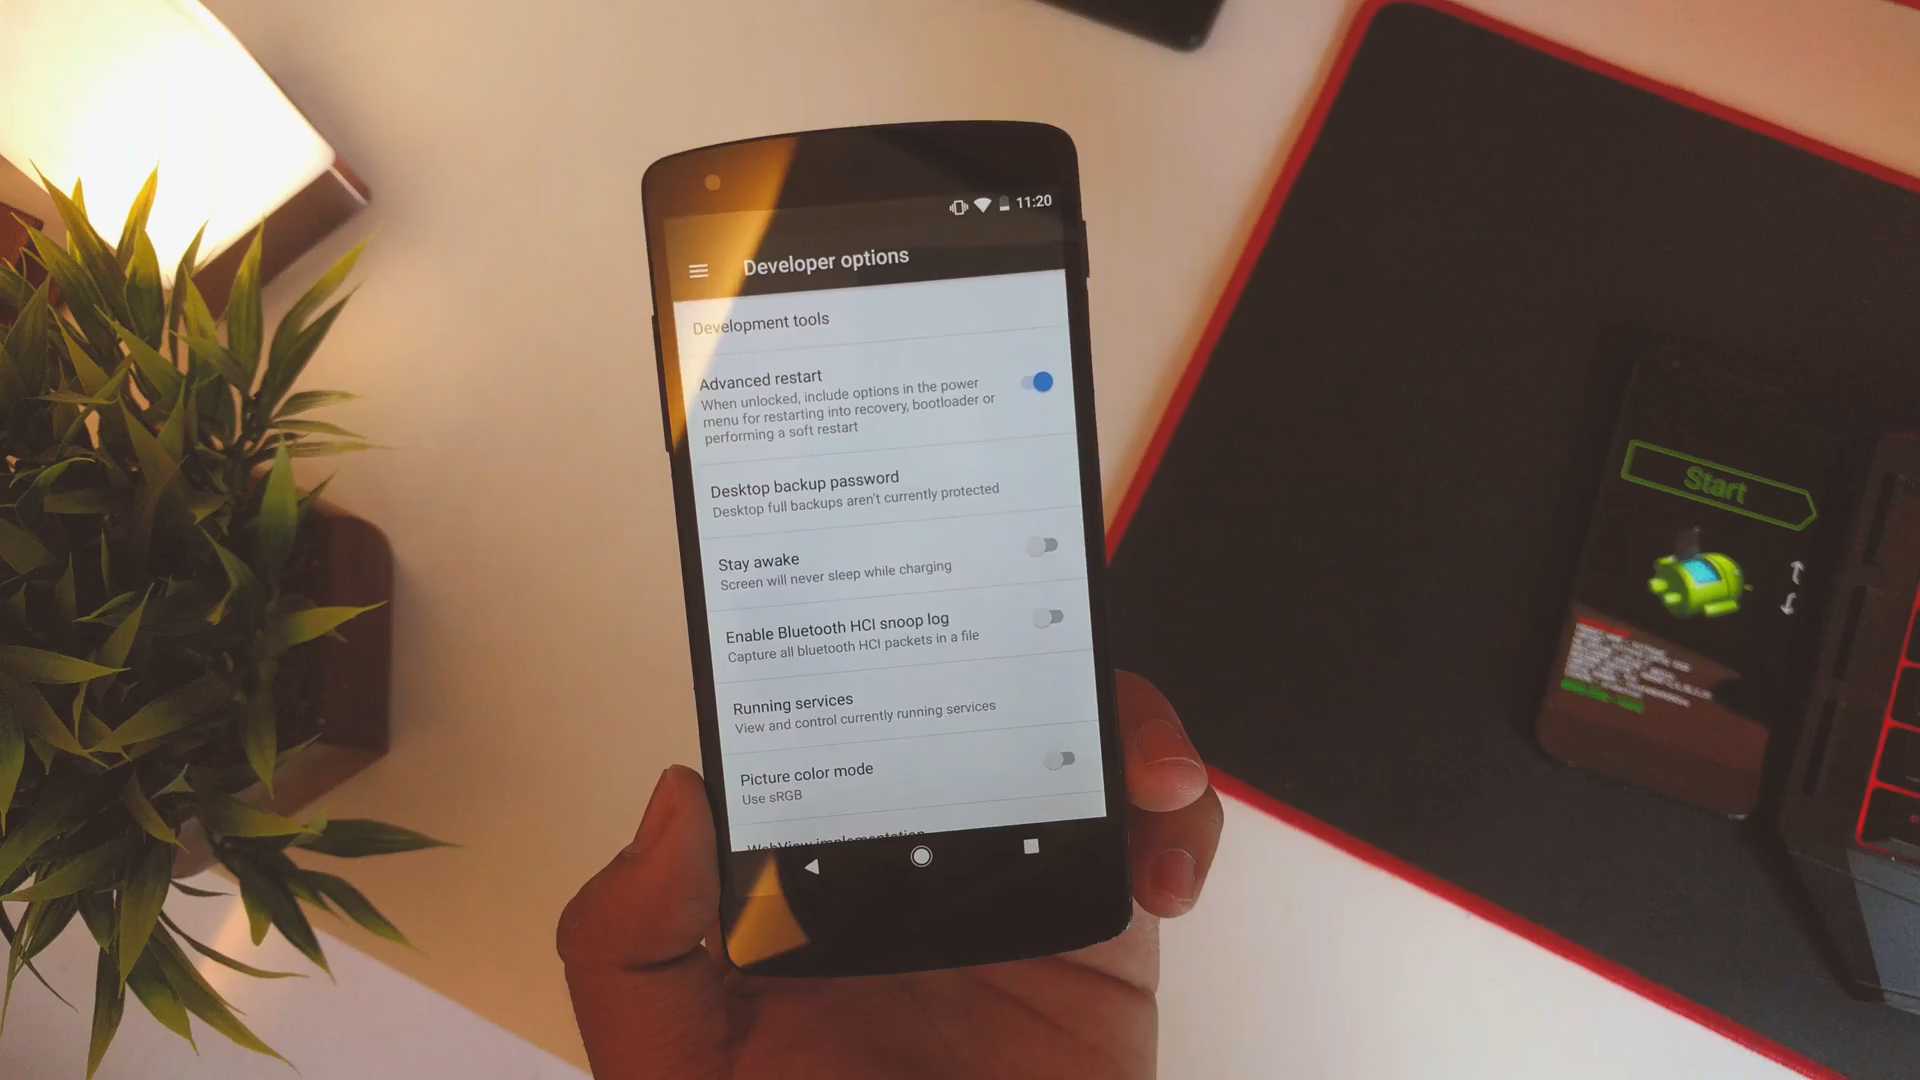 11:20
Developer options
Development tools
Advanced restart
When unlocked, include options in the power
menu for restarting into recovery, bootloader or
performing a soft restart
Desktop backup password
Desktop full backups aren't currently protected
Stay awake
Screen will never sleep while charging
Enable Bluetooth HCI snoop log
Capture all bluetooth HCI packets in a file
Running services
View and control currently running services
Picture color mode
Use sRGB
WebView implementation
Start